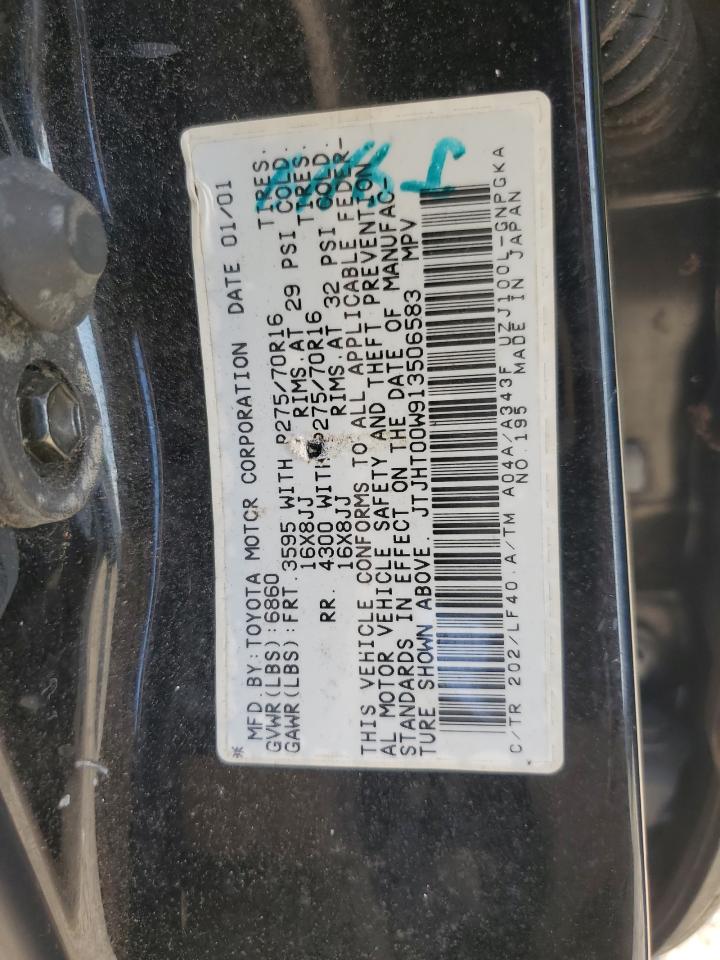 ※ MFD.BY:TOYOTA MOTOR CORPORATION DATE 01/01
GVWR(LBS):6860
GAWR(LBS):FRT.3595 WITH P275/70R16 TIRES.
16X8JJ RIMS.AT 29 PSI COLD.
RR. 4300 WITH P275/70R16 TIRES.
16X8JJ RIMS.AT 32 PSI COLD.
THIS VEHICLE CONFORMS TO ALL APPLICABLE FEDER-
AL MOTOR VEHICLE SAFETY AND THEFT PREVENTION
STANDARDS IN EFFECT ON THE DATE OF MANUFAC-
TURE SHOWN ABOVE. JTJHT00W913506583 MPV
C/TR 202/LF40 A/TM A04A/A343F UZJ100L-GNPGKA
NO.195 MADE IN JAPAN